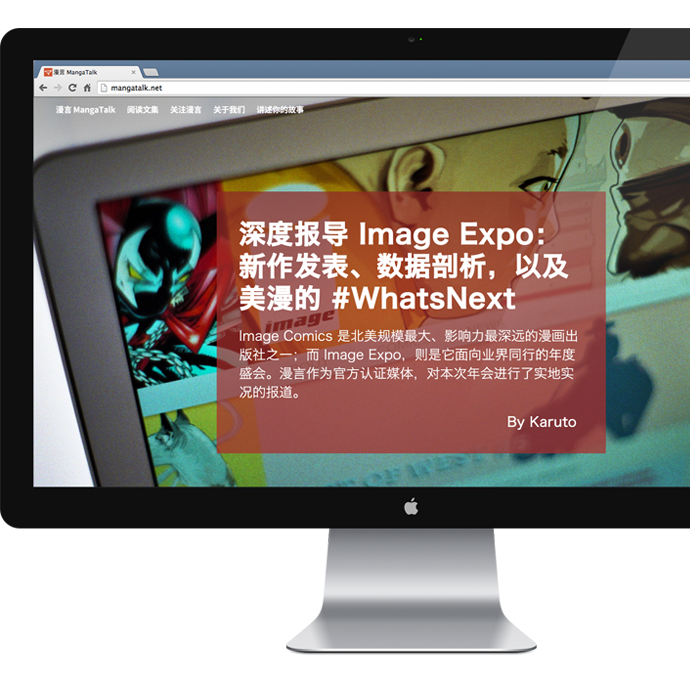 漫言 MangaTalk
mangatalk.net
漫言 MangaTalk 阅读文集 关注漫言 关于我们 讲述你的故事
深度报导 Image Expo：
新作发表、数据剖析，以及
美漫的 #WhatsNext
image
Image Comics 是北美规模最大、影响力最深远的漫画出
版社之一；而 Image Expo，则是它面向业界同行的年度
盛会。漫言作为官方认证媒体，对本次年会进行了实地实
况的报道。
By Karuto